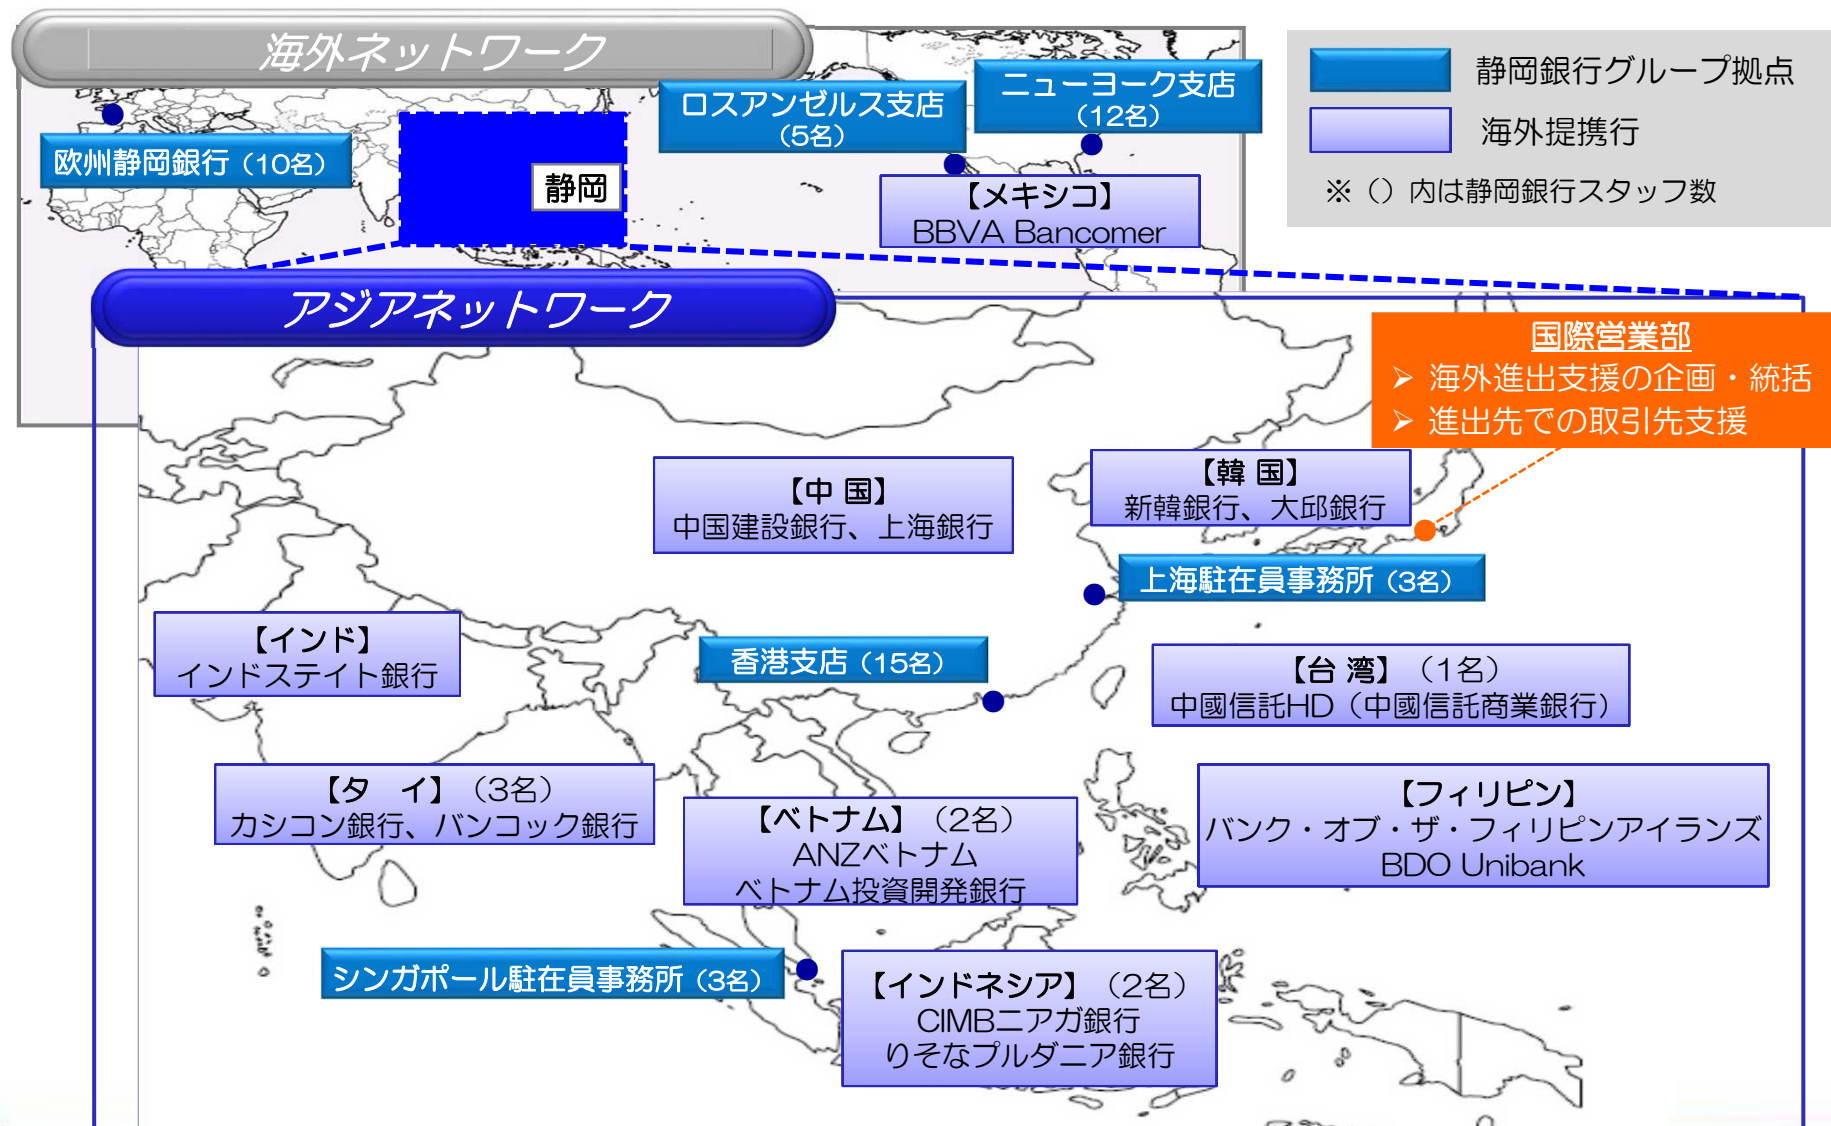 海外ネットワーク
静岡銀行グループ拠点
海外提携行
※（）内は静岡銀行スタッフ数
ニューヨーク支店
（12名）
ロスアンゼルス支店
（5名）
欧州静岡銀行（10名）
静岡
【メキシコ】
BBVA Bancomer
アジアネットワーク
国際営業部
➢ 海外進出支援の企画・統括
➢ 進出先での取引先支援
【中 国】
中国建設銀行、上海銀行
【韓 国】
新韓銀行、大邱銀行
上海駐在員事務所（3名）
【インド】
インドステイト銀行
香港支店（15名）
【台 湾】（1名）
中國信託HD（中國信託商業銀行）
【タ　イ】（3名）
カシコン銀行、バンコック銀行
【ベトナム】（2名）
ANZベトナム
ベトナム投資開発銀行
【フィリピン】
バンク・オブ・ザ・フィリピンアイランズ
BDO Unibank
シンガポール駐在員事務所（3名）
【インドネシア】（2名）
CIMBニアガ銀行
りそなプルダニア銀行